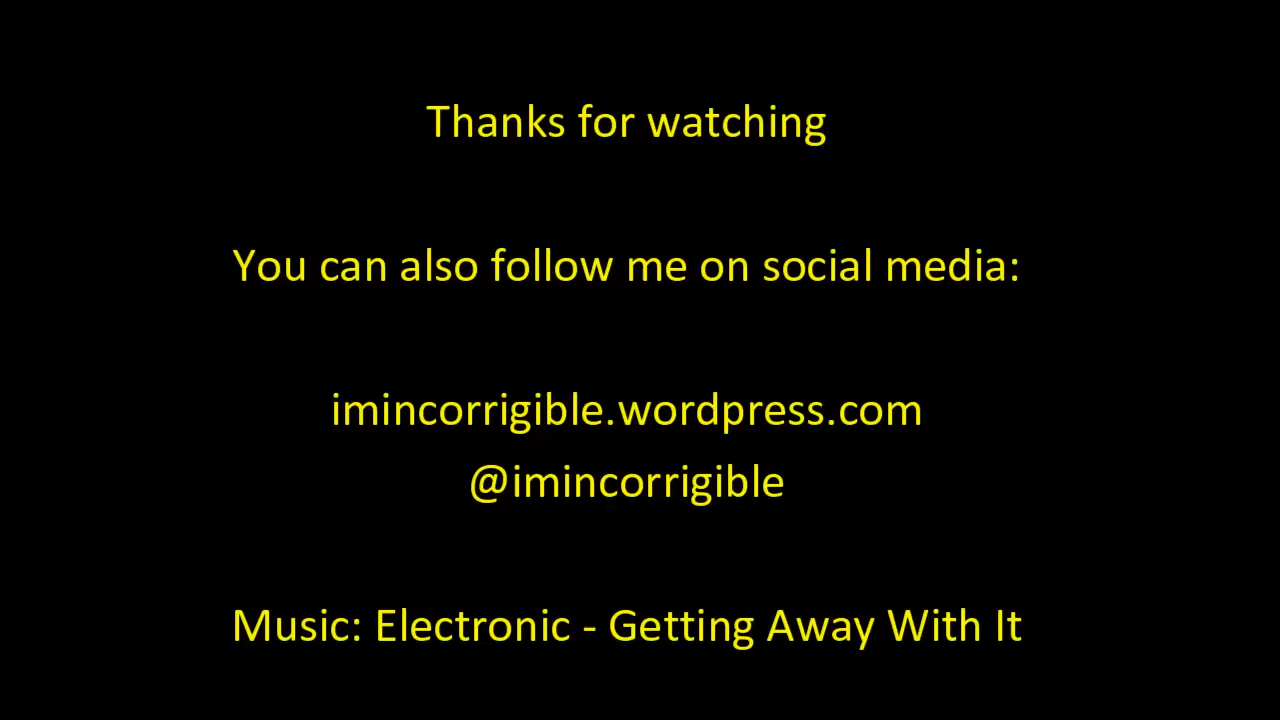 Thanks for watching
You can also follow me on social media:
imincorrigible.wordpress.com
@imincorrigible
Music: Electronic - Getting Away With It